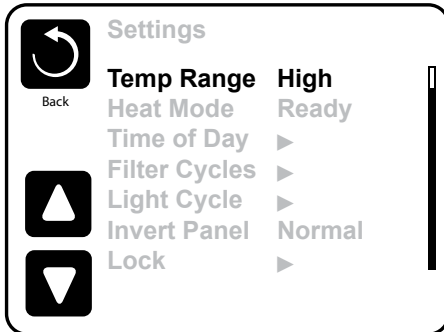 Settings
Back
Temp Range High
Heat Mode Ready
Time of Day ▶
Filter Cycles ▶
Light Cycle ▶
Invert Panel Normal
Lock ▶